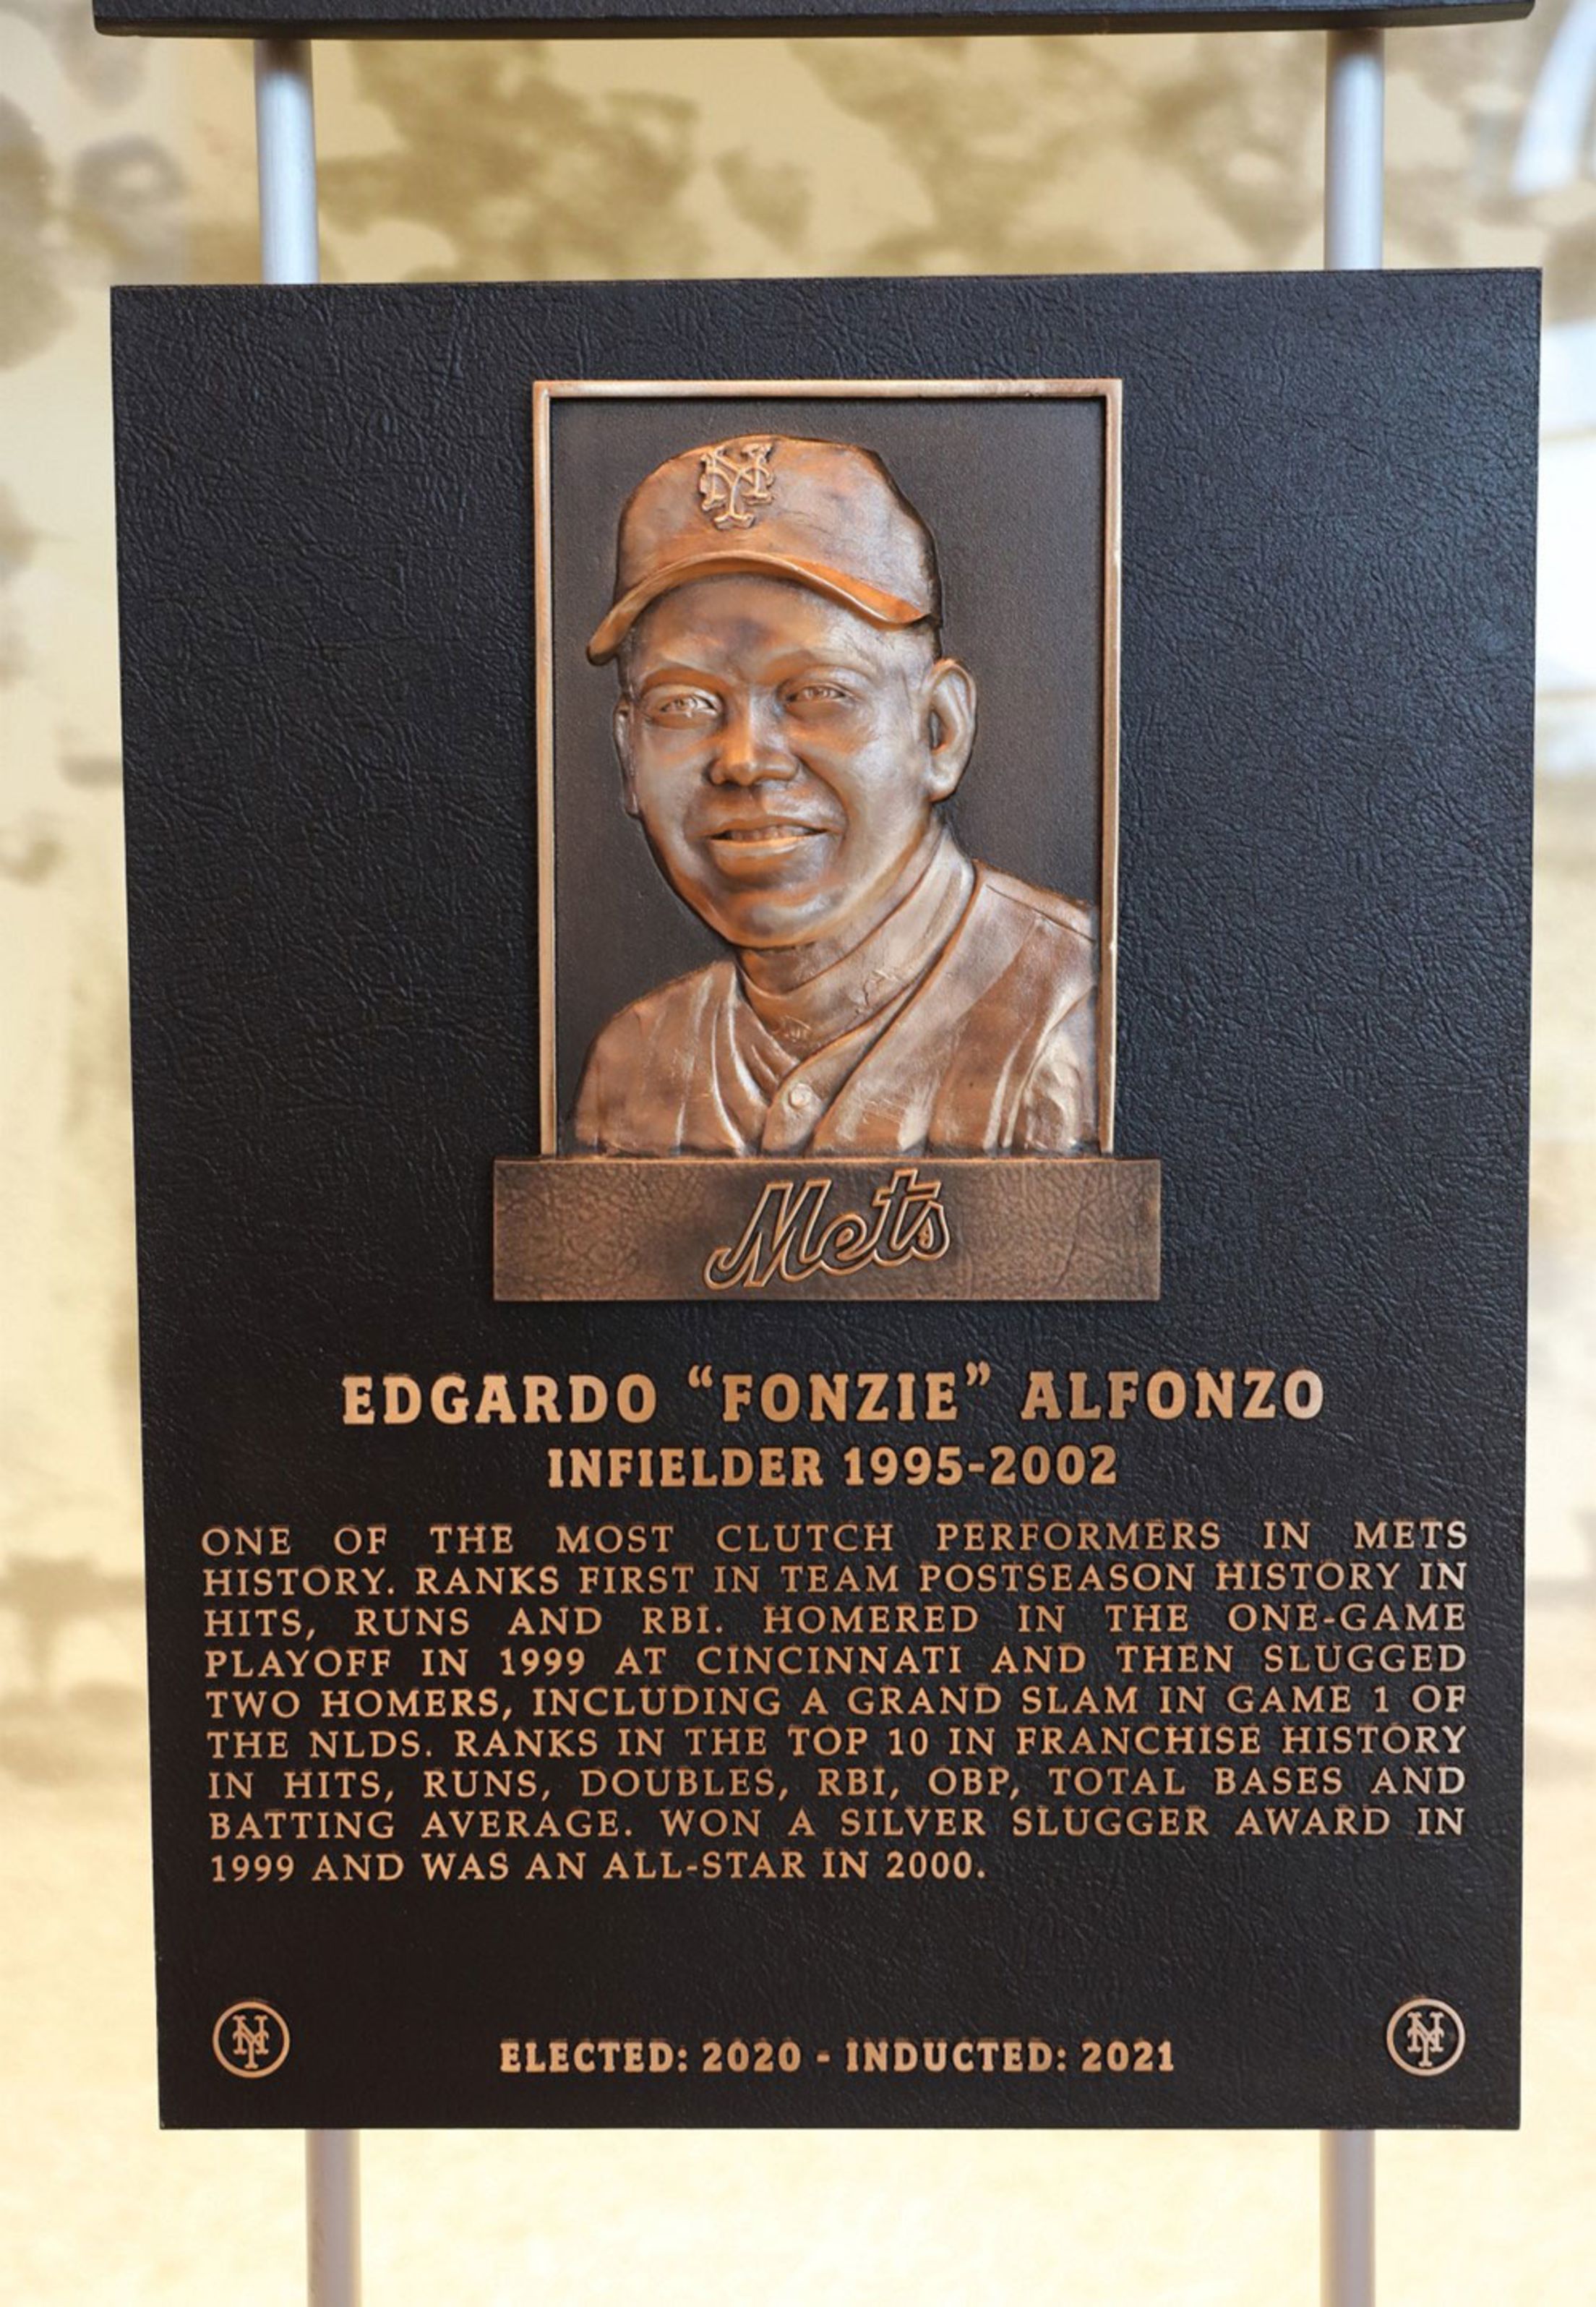 NY
Mets
EDGARDO “FONZIE” ALFONZO
INFIELDER 1995-2002
ONE OF THE MOST CLUTCH PERFORMERS IN METS
HISTORY. RANKS FIRST IN TEAM POSTSEASON HISTORY IN
HITS, RUNS AND RBI. HOMERED IN THE ONE-GAME
PLAYOFF IN 1999 AT CINCINNATI AND THEN SLUGGED
TWO HOMERS, INCLUDING A GRAND SLAM IN GAME 1 OF
THE NLDS. RANKS IN THE TOP 10 IN FRANCHISE HISTORY
IN HITS, RUNS, DOUBLES, RBI, OBP, TOTAL BASES AND
BATTING AVERAGE. WON A SILVER SLUGGER AWARD IN
1999 AND WAS AN ALL-STAR IN 2000.
NY
ELECTED: 2020 - INDUCTED: 2021
NY